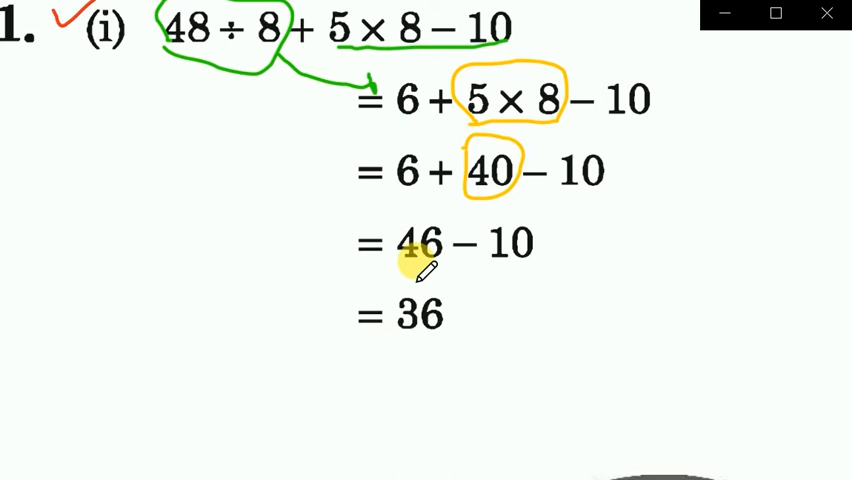 1. (i) 48 ÷ 8 + 5 × 8 − 10
= 6 + 5 × 8 − 10
= 6 + 40 − 10
= 46 − 10
= 36